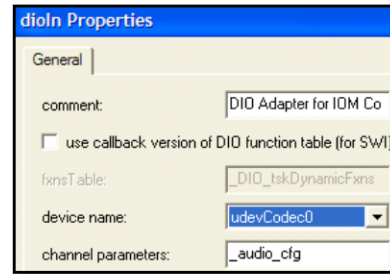 dioIn Properties
General
comment: DIO Adapter for IOM Co
use callback version of DIO function table (for SWI)
fxnsTable: _DIO_tskDynamicFxns
device name: udevCodec0
channel parameters: _audio_cfg